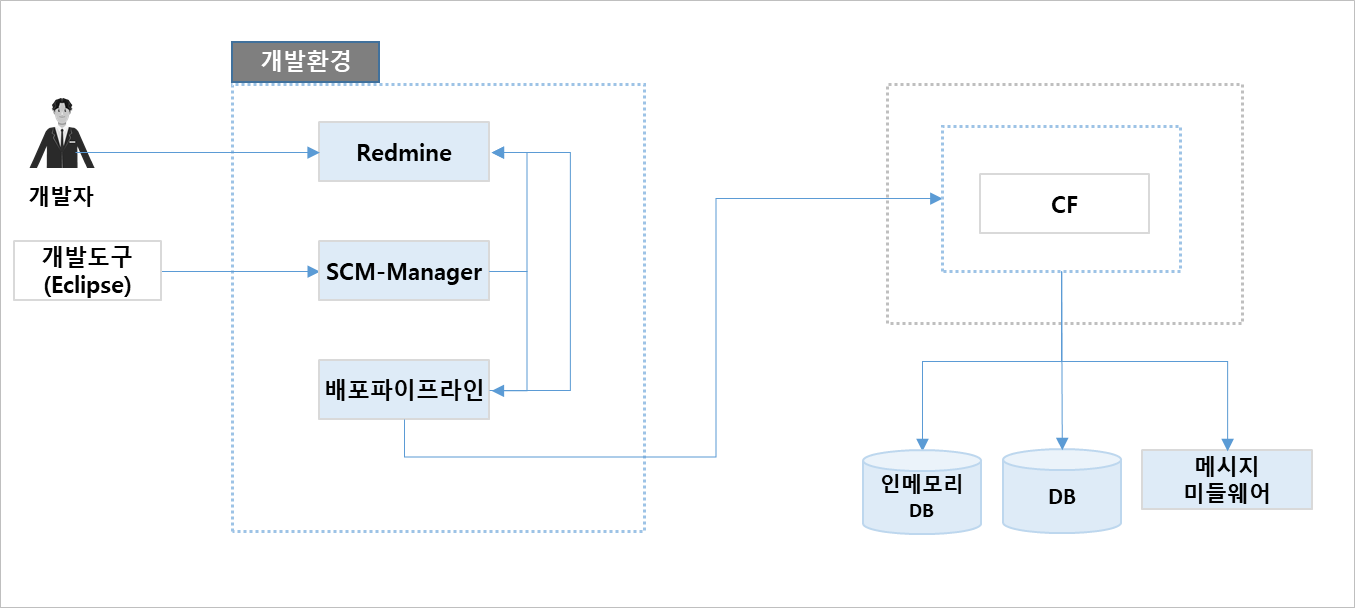 개발환경
개발자
개발도구
(Eclipse)
Redmine
SCM-Manager
배포파이프라인
CF
인메모리
DB
DB
메시지
미들웨어